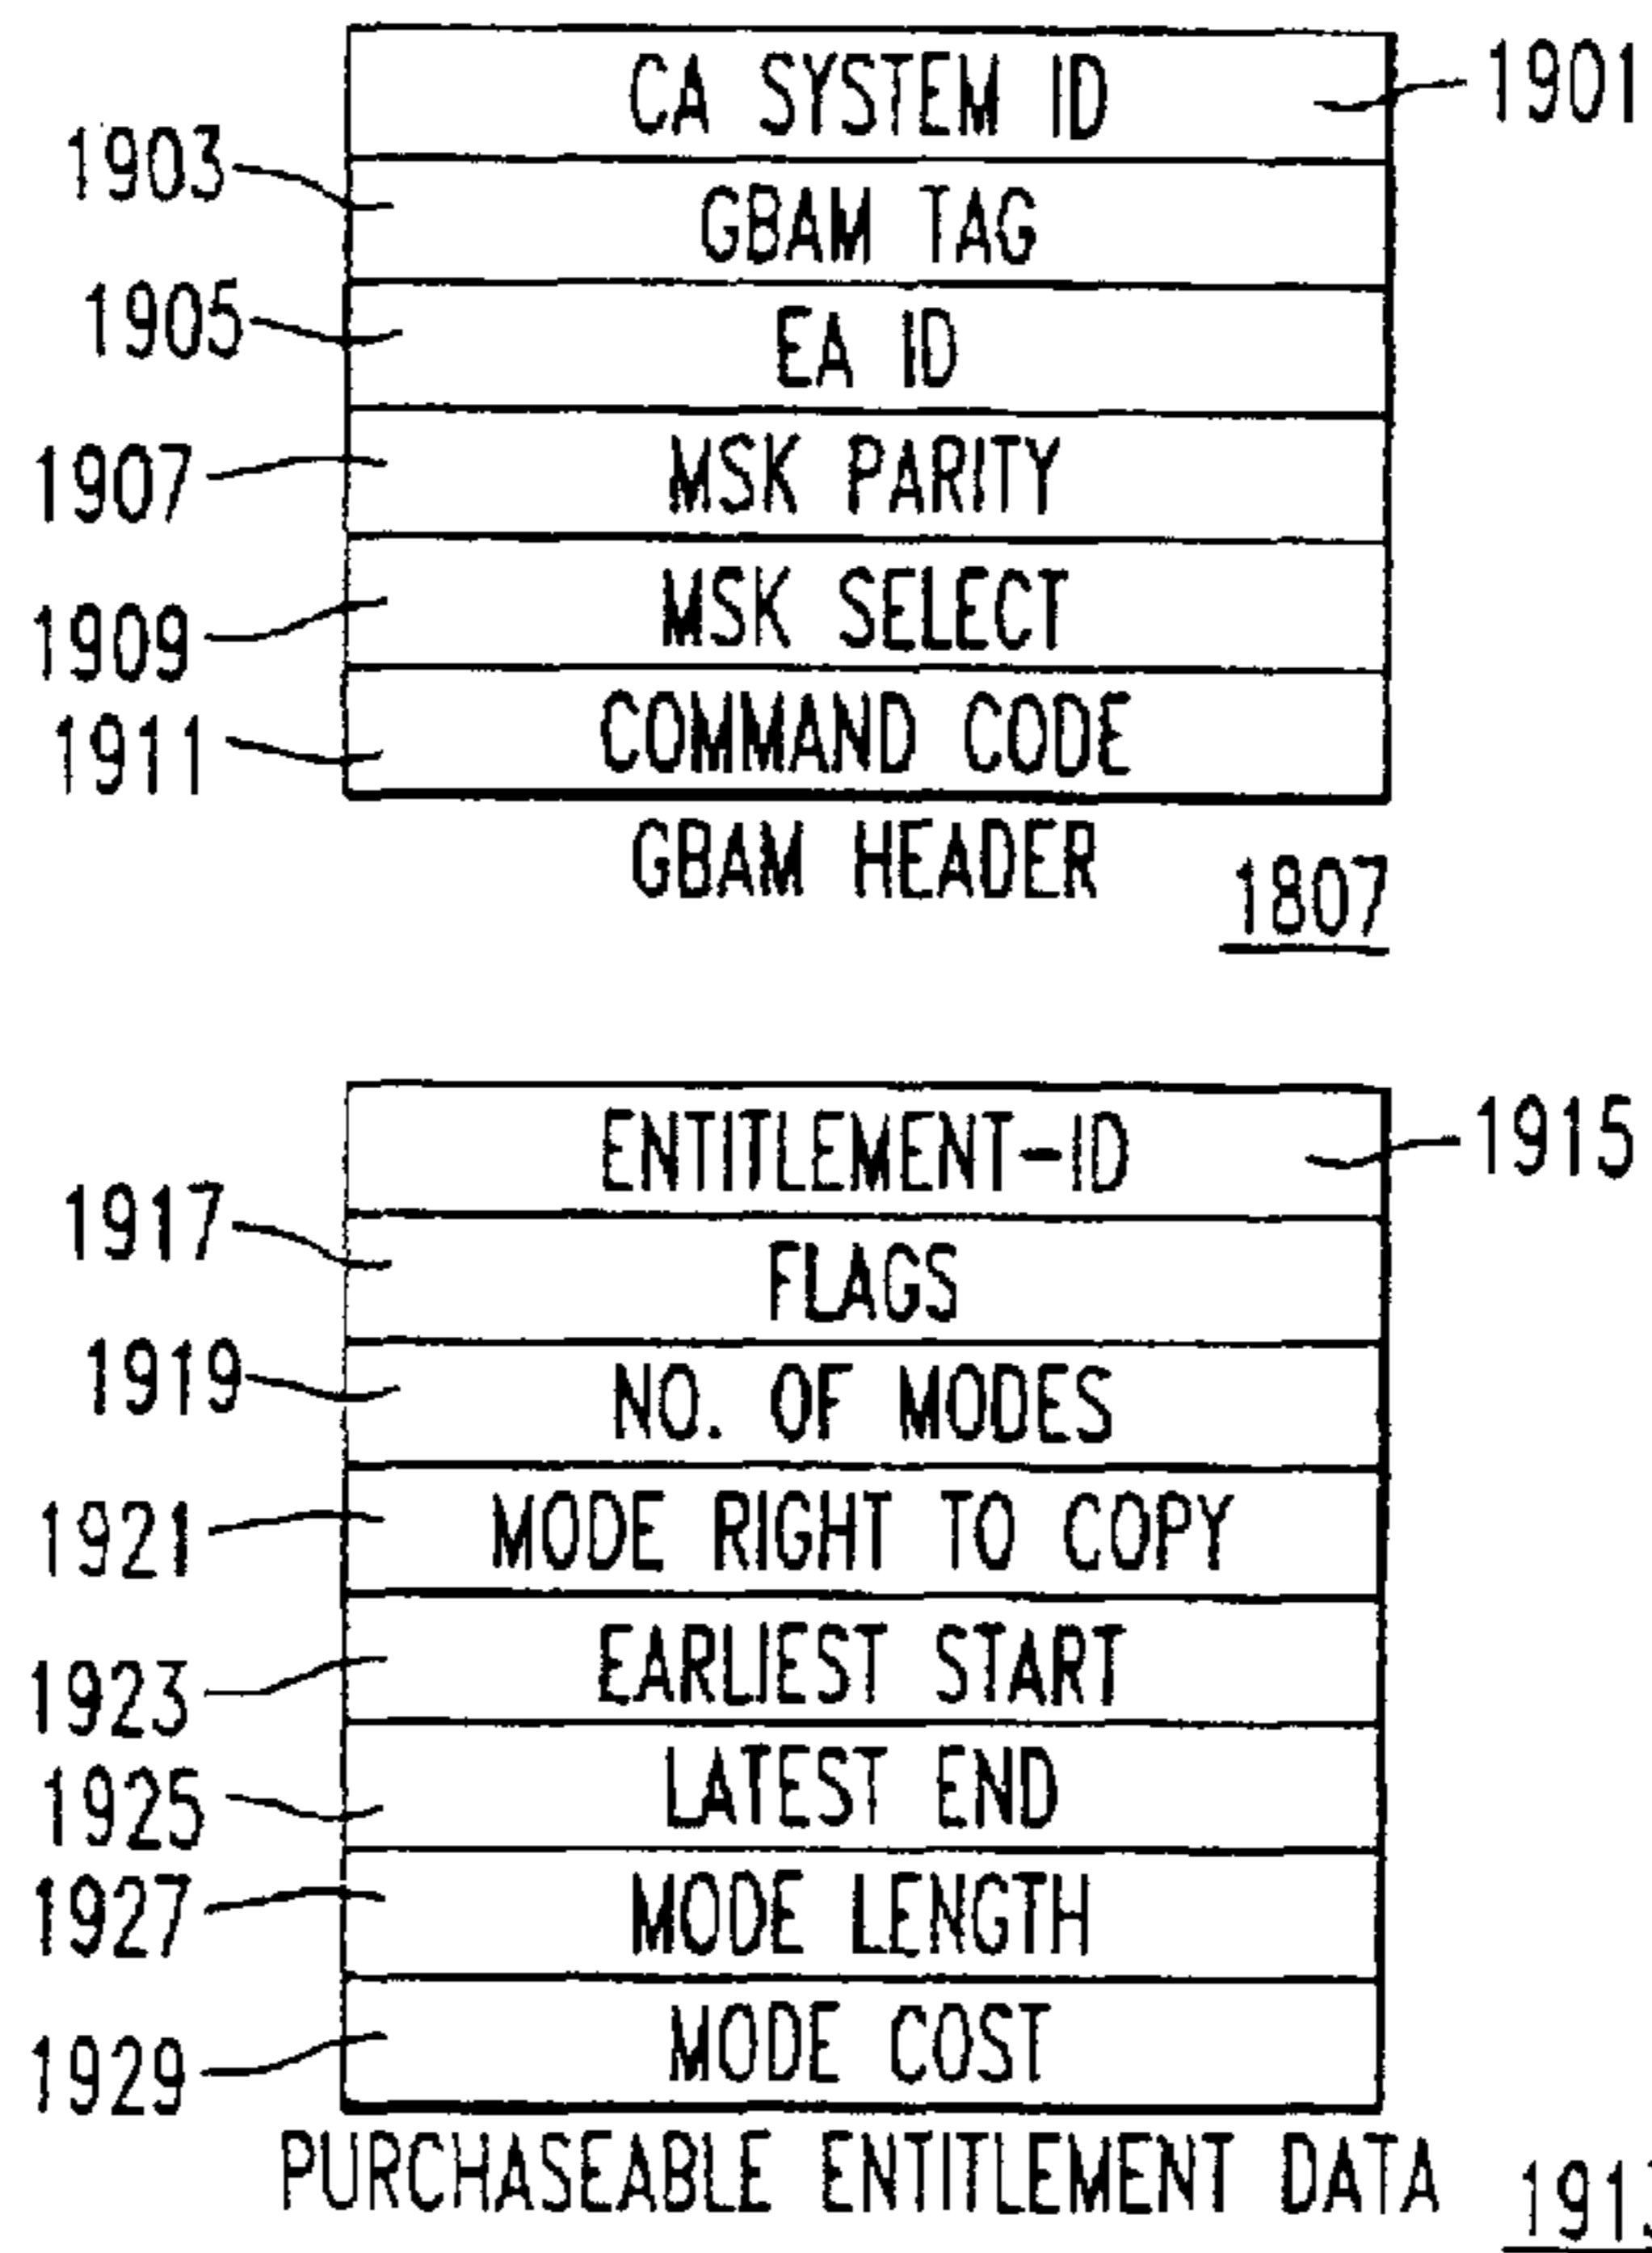 CA SYSTEM ID 1901
1903 GBAM TAG
1905 EA ID
1907 MSK PARITY
1909 MSK SELECT
1911 COMMAND CODE
GBAM HEADER
1807
ENTITLEMENT-ID 1915
1917 FLAGS
1919 NO. OF MODES
1921 MODE RIGHT TO COPY
1923 EARLIEST START
1925 LATEST END
1927 MODE LENGTH
1929 MODE COST
PURCHASEABLE ENTITLEMENT DATA